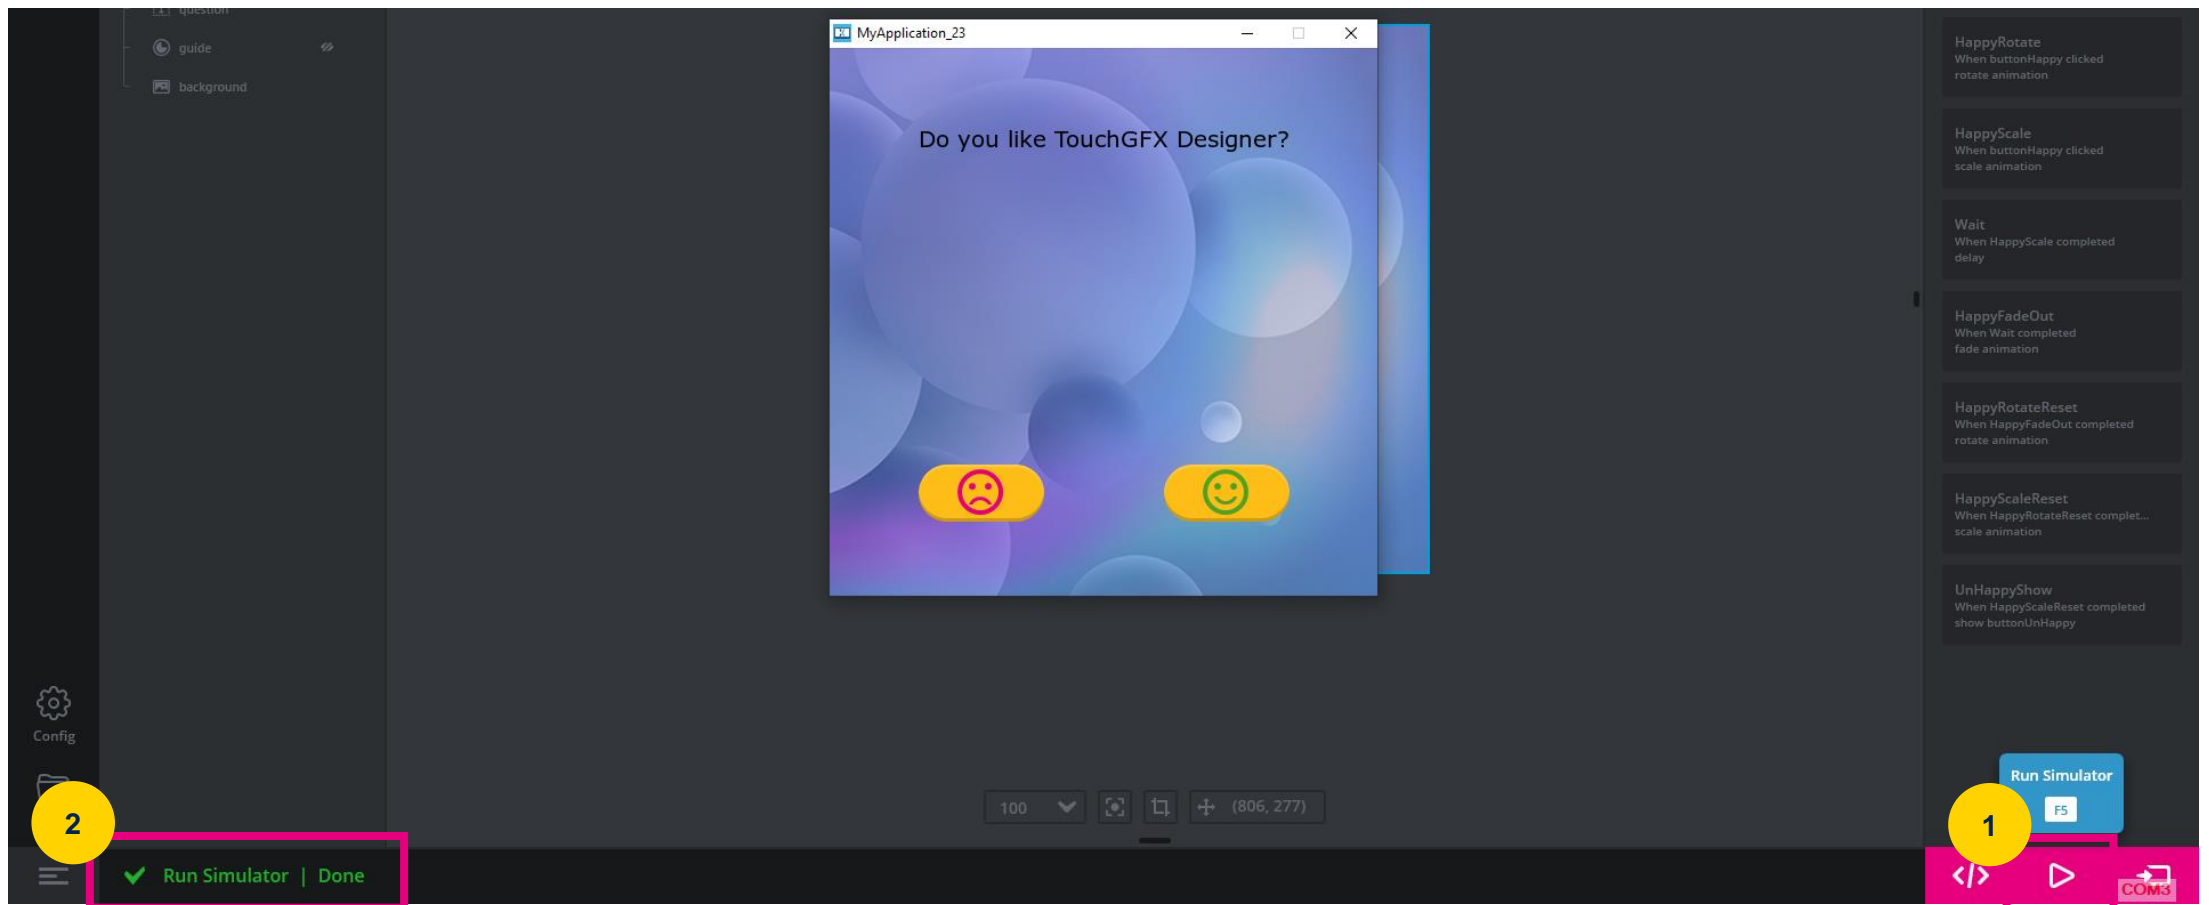 question
guide
background
MyApplication_23
Do you like TouchGFX Designer?
HappyRotate
When buttonHappy clicked
rotate animation
HappyScale
When buttonHappy clicked
scale animation
Wait
When HappyScale completed
delay
HappyFadeOut
When Wait completed
fade animation
HappyRotateReset
When HappyFadeOut completed
rotate animation
HappyScaleReset
When HappyRotateReset complet...
scale animation
UnHappyShow
When HappyScaleReset completed
show buttonUnHappy
Config
100
(806, 277)
Run Simulator
F5
1
2
Run Simulator | Done
COM3